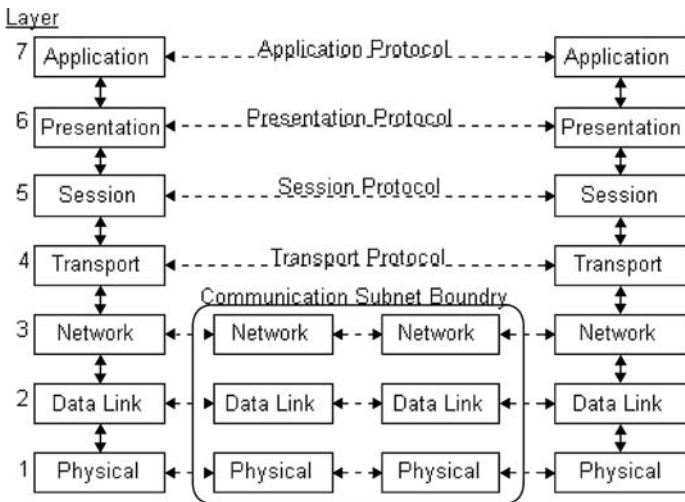 Layer
7 Application Application Protocol Application
6 Presentation Presentation Protocol Presentation
5 Session Session Protocol Session
4 Transport Transport Protocol Transport
Communication Subnet Boundry
3 Network Network Network Network
2 Data Link Data Link Data Link Data Link
1 Physical Physical Physical Physical